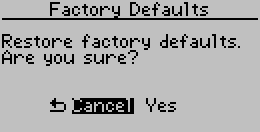 Factory Defaults
Restore factory defaults.
Are you sure?
Cancel Yes